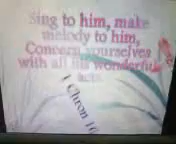 Sing to him, make
melody to him,
Concern yourselves
with all his wonderful
acts.
1 Chron 16